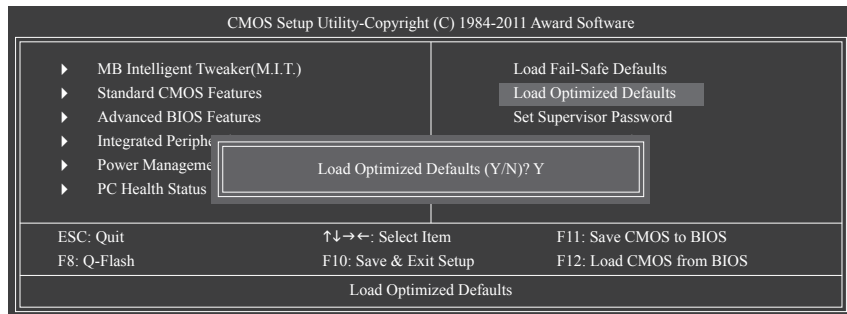 CMOS Setup Utility-Copyright (C) 1984-2011 Award Software
MB Intelligent Tweaker(M.I.T.)
Standard CMOS Features
Advanced BIOS Features
Integrated Periphe
Power Manageme
PC Health Status
Load Fail-Safe Defaults
Load Optimized Defaults
Set Supervisor Password
Load Optimized Defaults (Y/N)? Y
ESC: Quit ↑↓→←: Select Item F11: Save CMOS to BIOS
F8: Q-Flash F10: Save & Exit Setup F12: Load CMOS from BIOS
Load Optimized Defaults